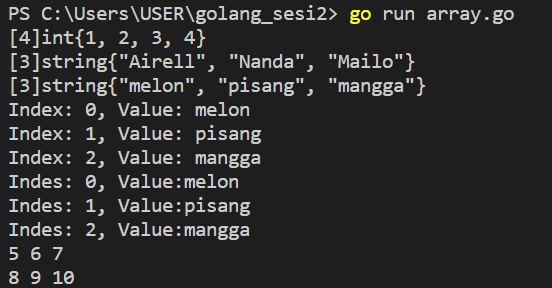 PS C:\Users\USER\golang_sesi2> go run array.go
[4]int{1, 2, 3, 4}
[3]string{"Airell", "Nanda", "Mailo"}
[3]string{"melon", "pisang", "mangga"}
Index: 0, Value: melon
Index: 1, Value: pisang
Index: 2, Value: mangga
Indes: 0, Value:melon
Indes: 1, Value:pisang
Indes: 2, Value:mangga
5 6 7
8 9 10